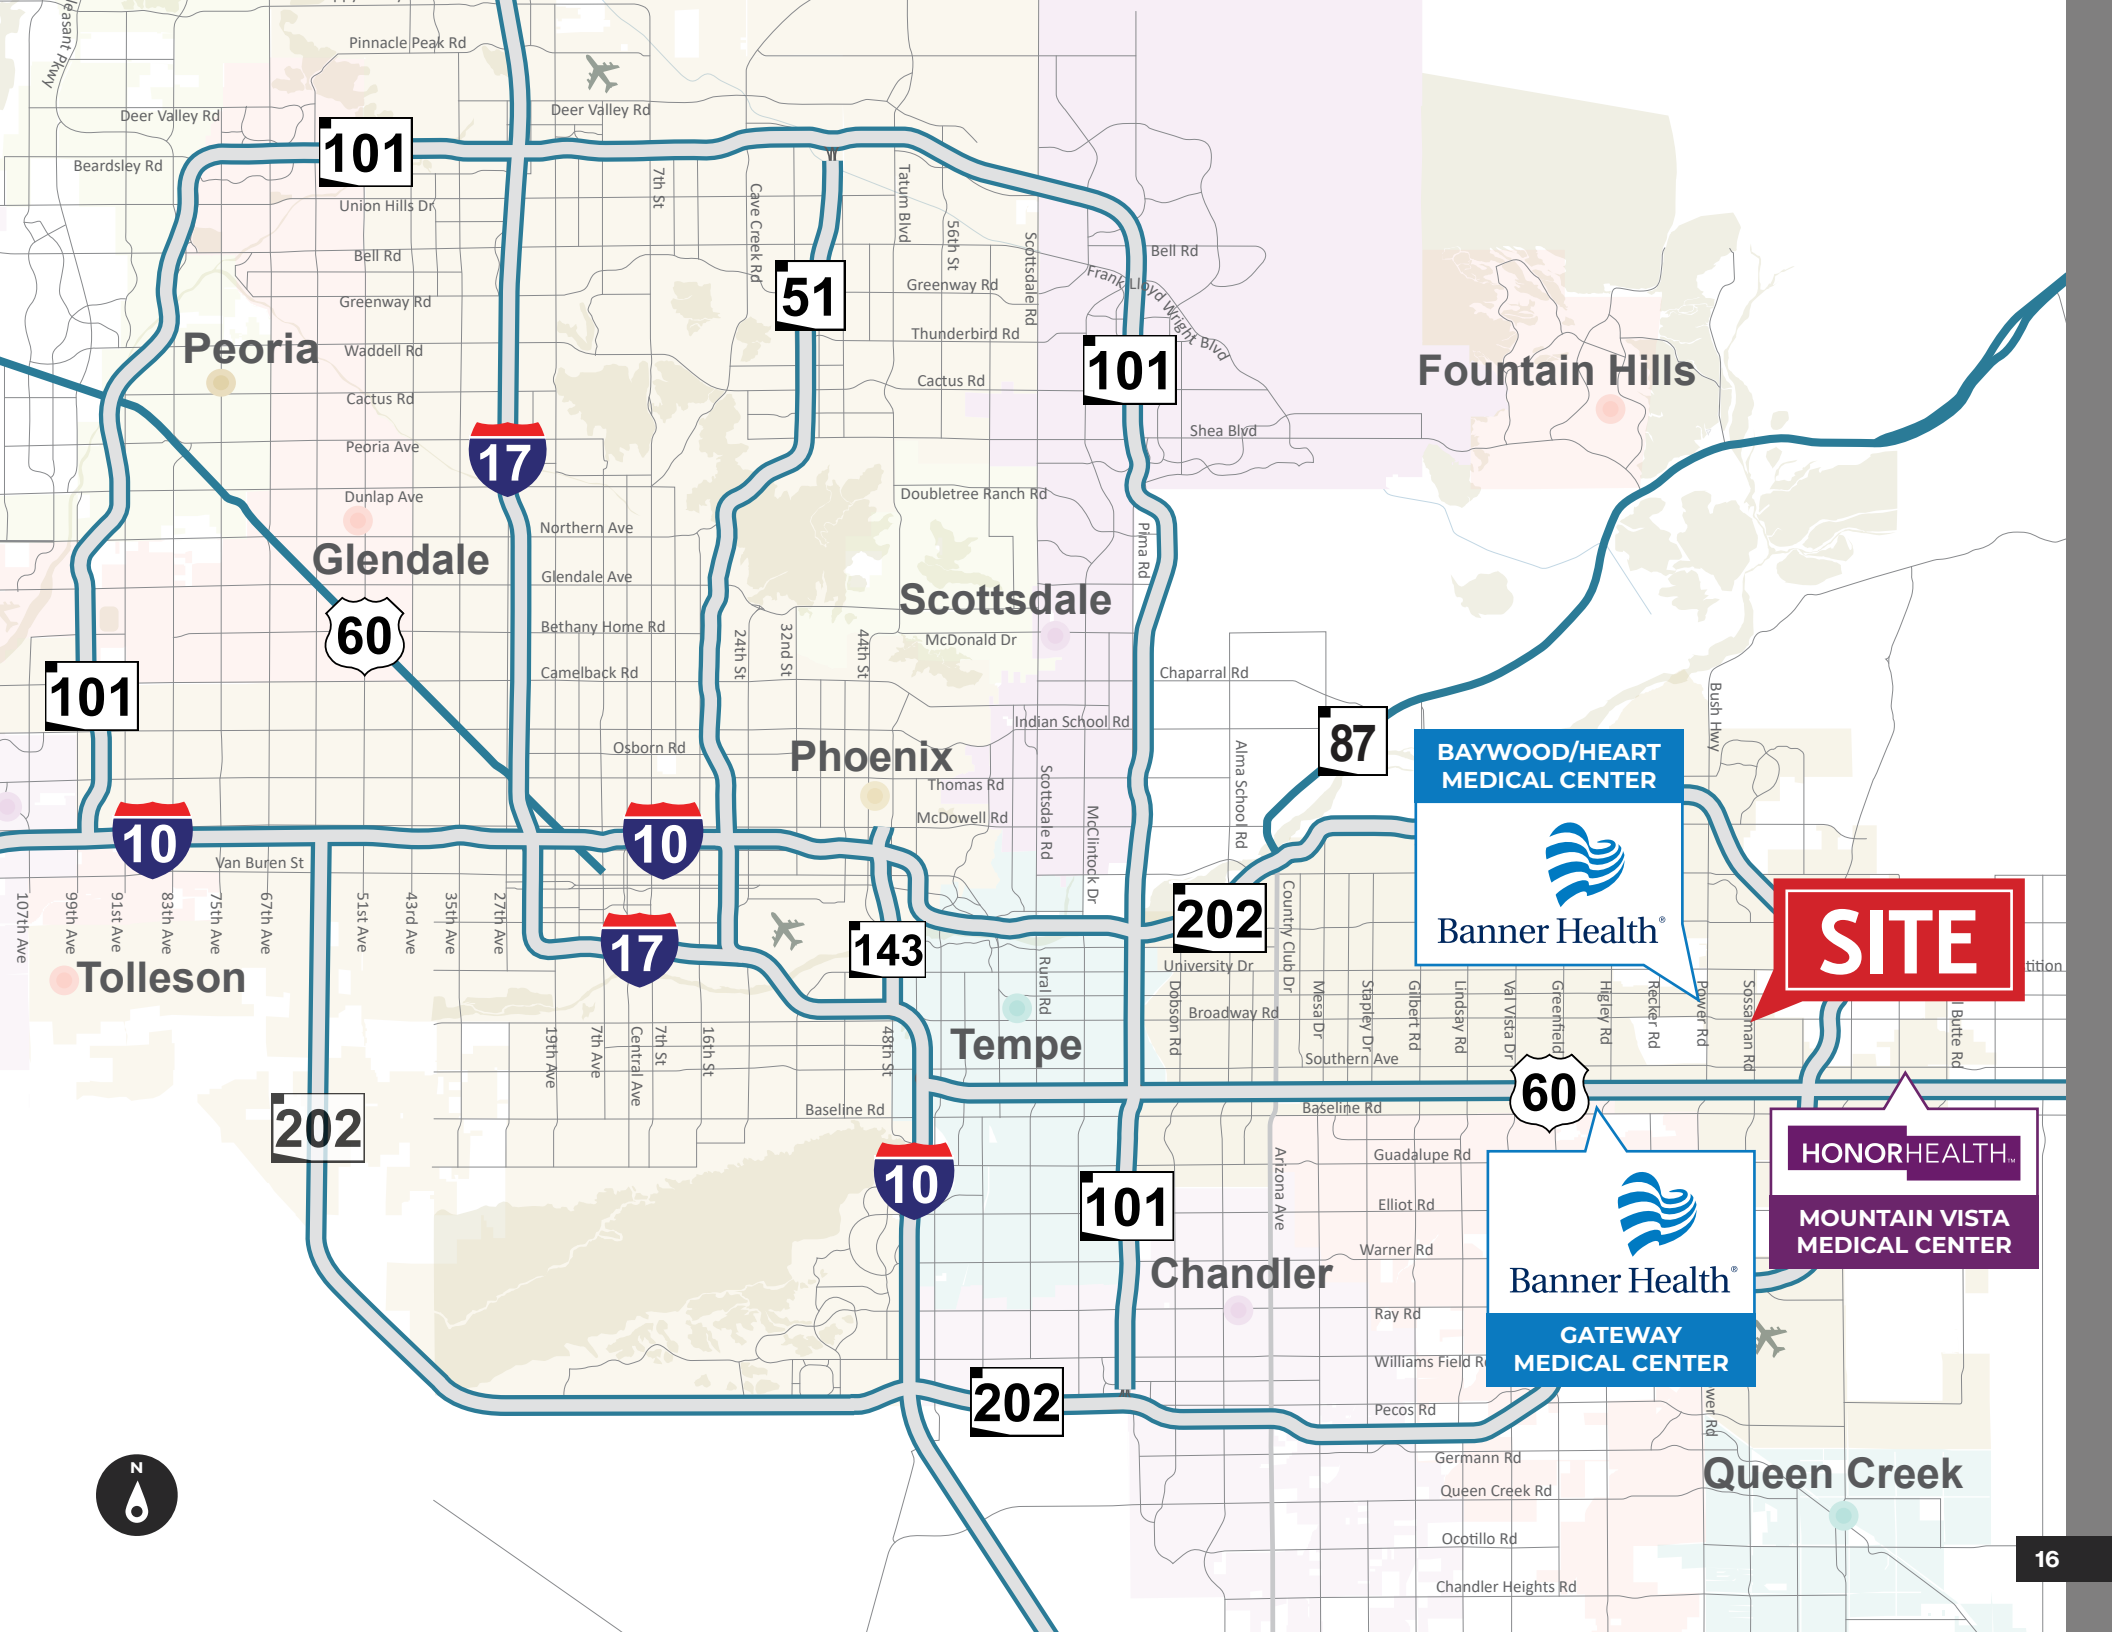 easant Pkwy
Pinnacle Peak Rd
Deer Valley Rd
Deer Valley Rd
101
Beardsley Rd
7th St
Cave Creek Rd
Tatum Blvd
Union Hills Dr
56th St
Scottsdale Rd
Bell Rd
Bell Rd
Frank Lloyd Wright Blvd
51
Greenway Rd
Greenway Rd
Thunderbird Rd
Peoria
Waddell Rd
101
Fountain Hills
Cactus Rd
Cactus Rd
Peoria Ave
17
Shea Blvd
Dunlap Ave
Doubletree Ranch Rd
Northern Ave
Pima Rd
Glendale
Glendale Ave
Scottsdale
60
Bethany Home Rd
24th St
32nd St
44th St
McDonald Dr
Camelback Rd
Chaparral Rd
101
Bush Hwy
Indian School Rd
87
Osborn Rd
Phoenix
Alma School Rd
BAYWOOD/HEART
MEDICAL CENTER
Thomas Rd
Scottsdale Rd
McClintock Dr
McDowell Rd
10
10
Van Buren St
Banner Health®
107th Ave
99th Ave
91st Ave
83th Ave
75th Ave
67th Ave
51st Ave
43rd Ave
35th Ave
27th Ave
17
143
202
Country Club Dr
SITE
Tolleson
University Dr
tition
Rural Rd
Dobson Rd
Broadway Rd
Mesa Dr
Stapley Dr
Gilbert Rd
Lindsay Rd
Val Vista Dr
Greenfield
Higley Rd
Recker Rd
Power Rd
Sossaman Rd
l Butte Rd
19th Ave
7th Ave
Central Ave
7th St
16th St
48th St
Tempe
Southern Ave
60
202
Baseline Rd
Baseline Rd
10
Arizona Ave
Guadalupe Rd
HONORHEALTH™
101
Elliot Rd
MOUNTAIN VISTA
MEDICAL CENTER
Warner Rd
Chandler
Banner Health®
Ray Rd
GATEWAY
MEDICAL CENTER
Williams Field R
202
Pecos Rd
wer Rd
Germann Rd
Queen Creek
Queen Creek Rd
N
Ocotillo Rd
16
Chandler Heights Rd